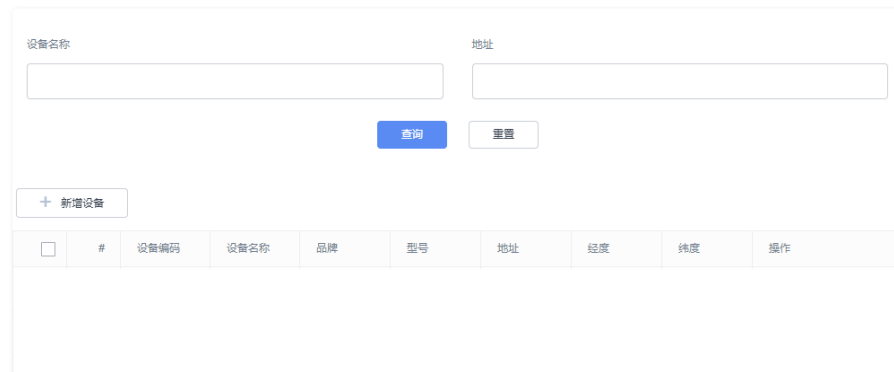 设备名称 地址
查询 重置
新增设备
# 设备编码 设备名称 品牌 型号 地址 经度 纬度 操作